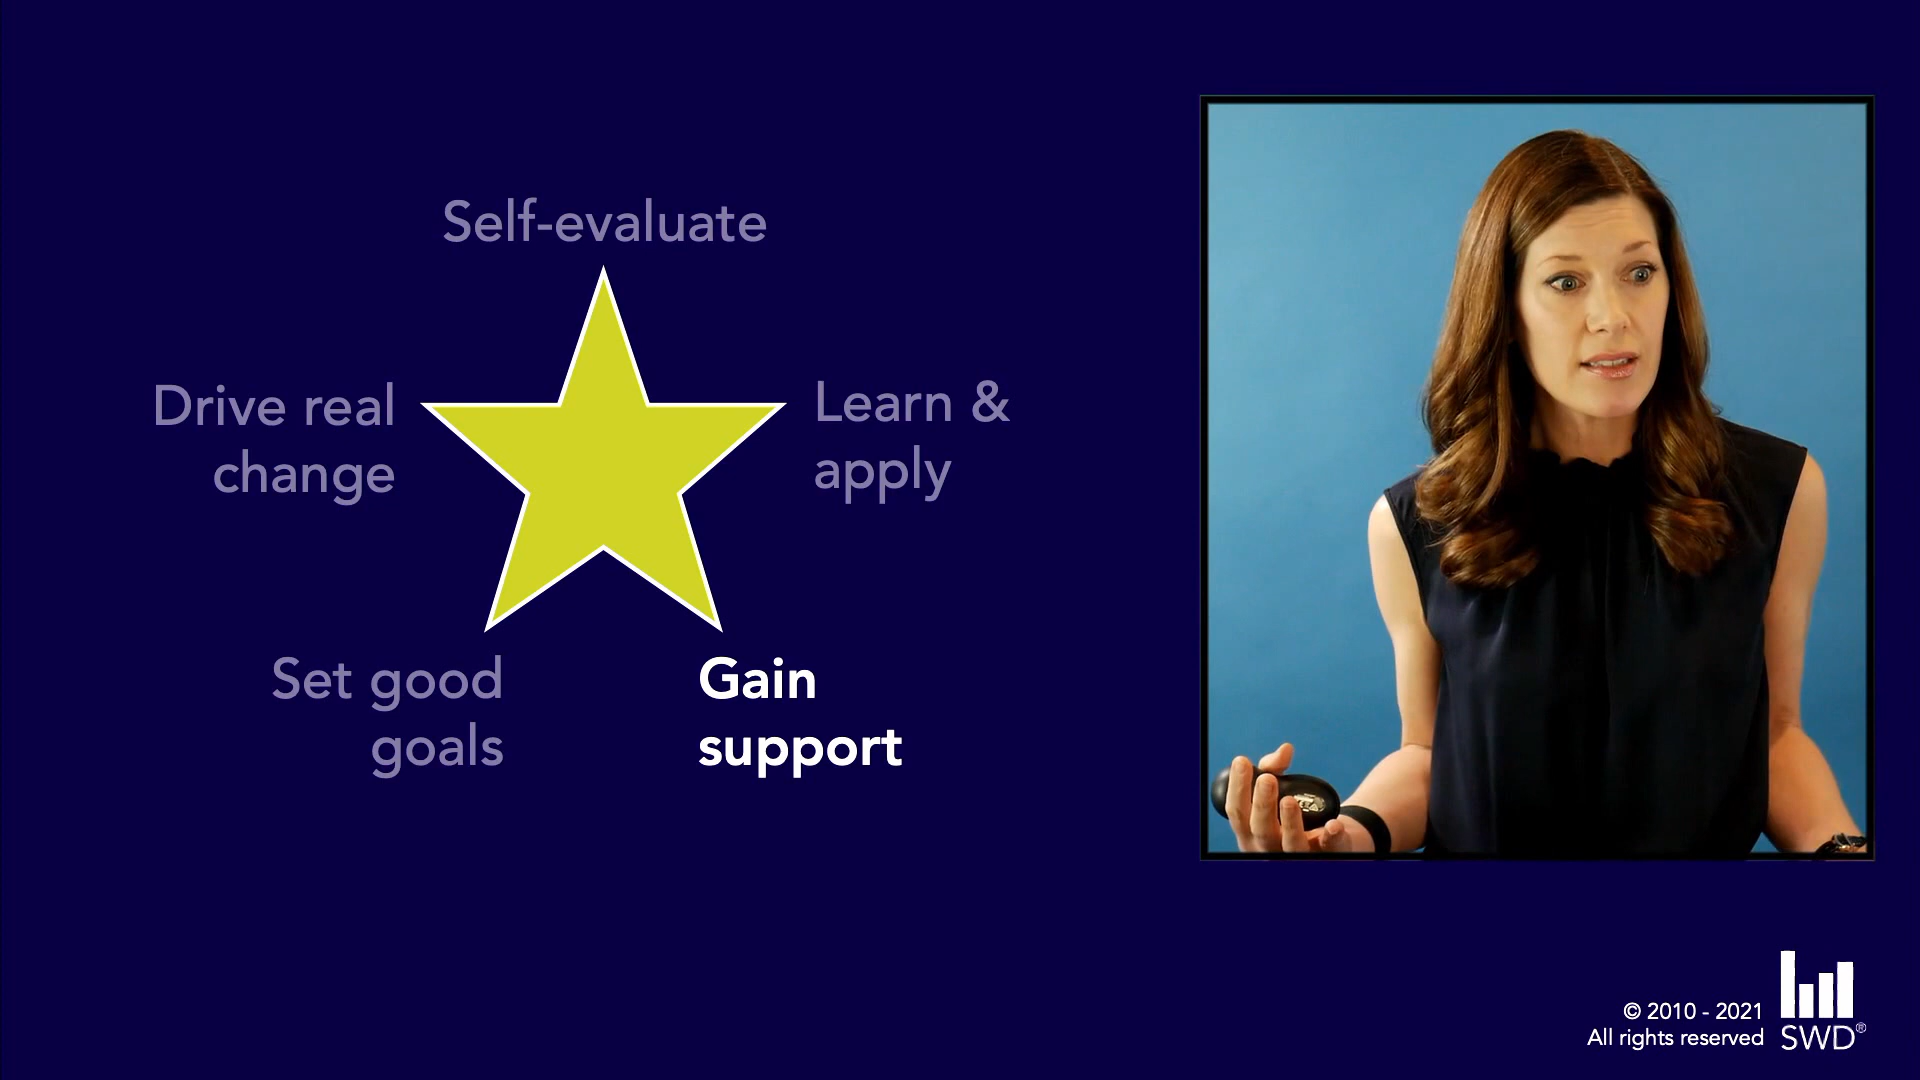 Self-evaluate
Drive real
change
Learn &
apply
Set good
goals
Gain
support
© 2010 - 2021
All rights reserved
SWD®